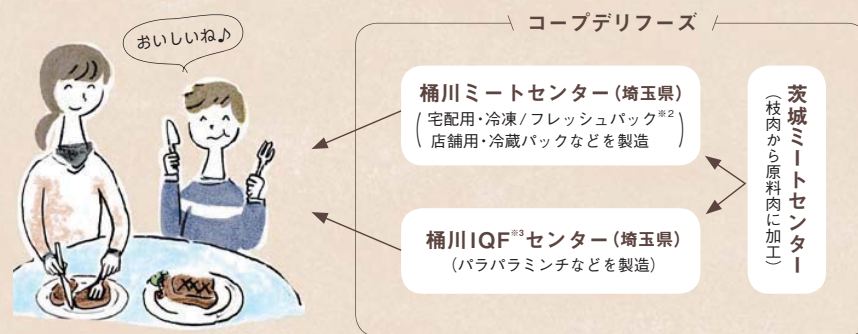 おいしいね♪
コープデリフーズ
桶川ミートセンター(埼玉県)
(宅配用・冷凍/フレッシュパック※2
店舗用・冷蔵パックなどを製造)
桶川IQF※3センター(埼玉県)
(パラパラミンチなどを製造)
茨城ミートセンター
(枝肉から原料肉に加工)